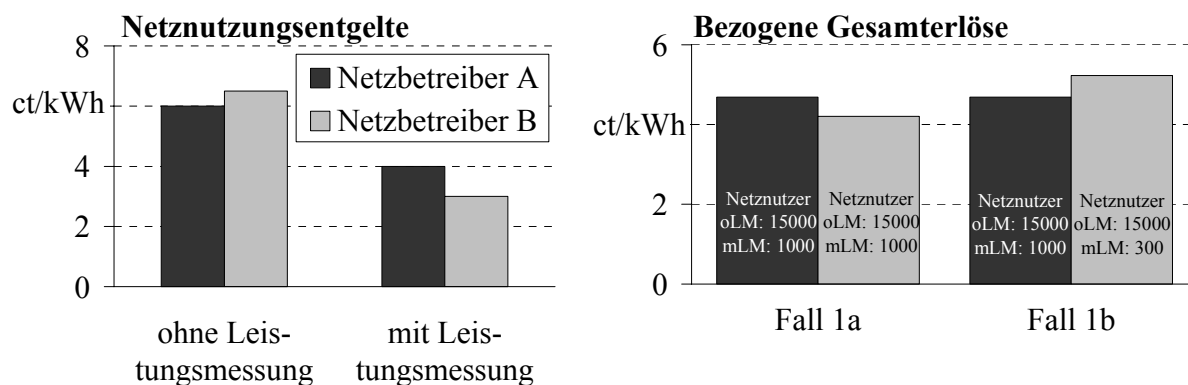 Netznutzungsentgelte
8
ct/kWh
4
2
0
Netzbetreiber A
Netzbetreiber B
ohne Leis-
tungsmessung
mit Leis-
tungsmessung
Bezogene Gesamterlöse
6
ct/kWh
2
0
Netznutzer
oLM: 15000
mLM: 1000
Netznutzer
oLM: 15000
mLM: 1000
Netznutzer
oLM: 15000
mLM: 1000
Netznutzer
oLM: 15000
mLM: 300
Fall 1a
Fall 1b